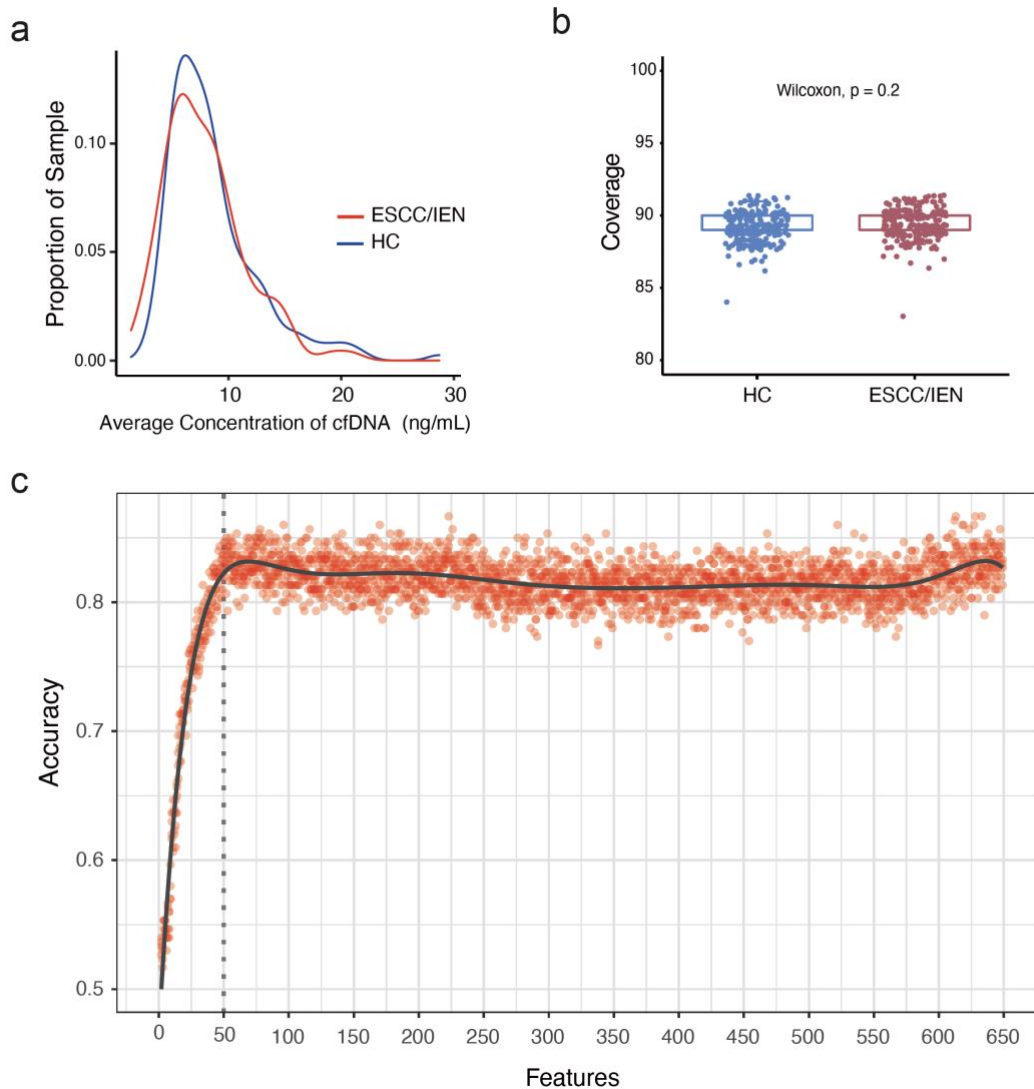 a
Proportion of Sample
0.10
0.05
0.00
10
20
30
Average Concentration of cfDNA (ng/mL)
ESCC/IEN
HC
b
Coverage
100
95
90
85
80
Wilcoxon, p = 0.2
HC
ESCC/IEN
c
Accuracy
0.8
0.7
0.6
0.5
0
50
100
150
200
250
300
350
400
450
500
550
600
650
Features